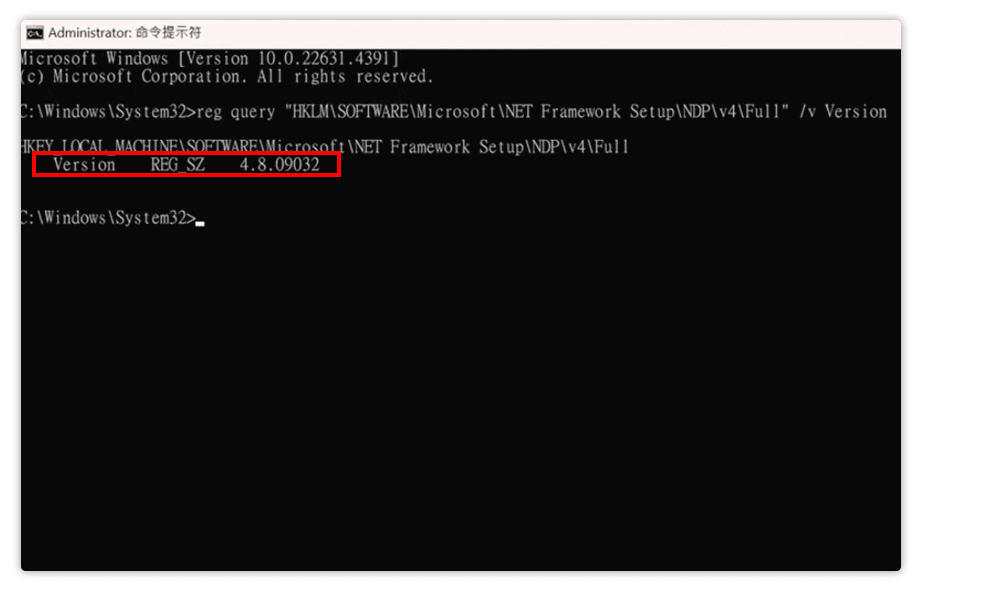 Administrator: 命令提示符
Microsoft Windows [Version 10.0.22631.4391]
(c) Microsoft Corporation. All rights reserved.
C:\Windows\System32>reg query "HKLM\SOFTWARE\Microsoft\NET Framework Setup\NDP\v4\Full" /v Version
HKEY_LOCAL_MACHINE\SOFTWARE\Microsoft\NET Framework Setup\NDP\v4\Full
Version REG_SZ 4.8.09032
C:\Windows\System32>